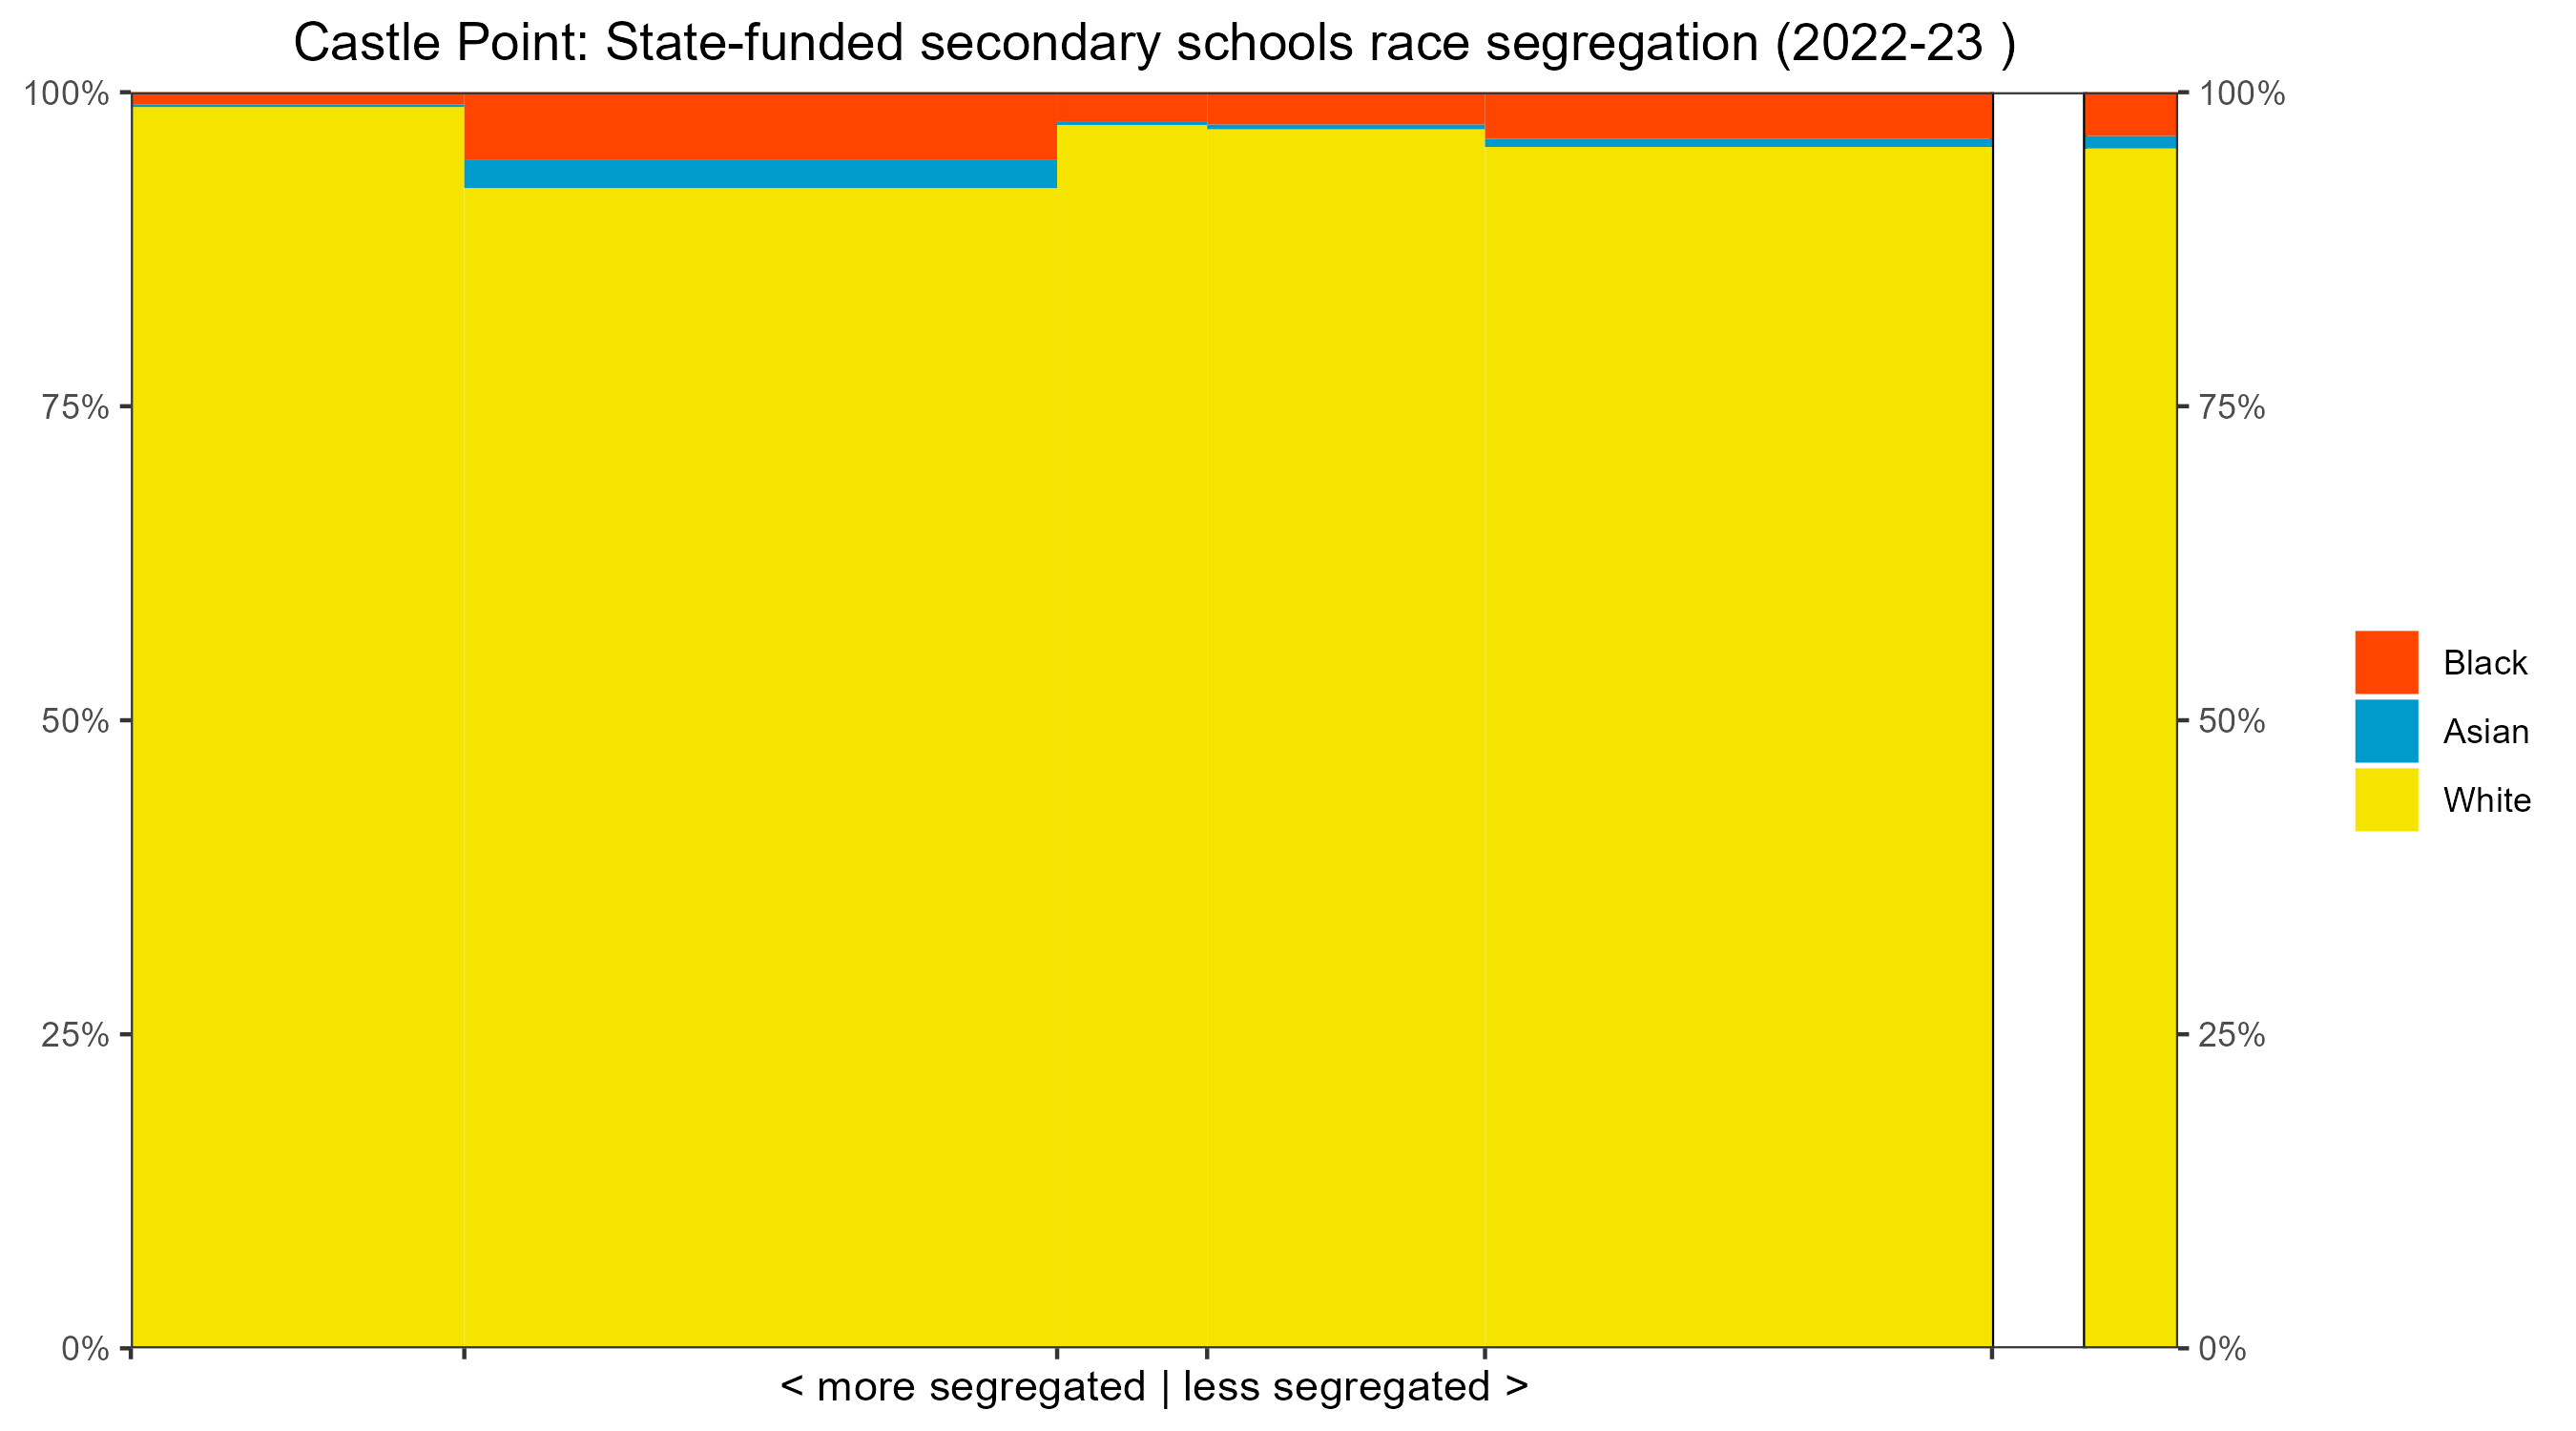 Castle Point: State-funded secondary schools race segregation (2022-23 )
100%
75%
50%
25%
0%
100%
75%
50%
25%
0%
Black
Asian
White
< more segregated | less segregated >